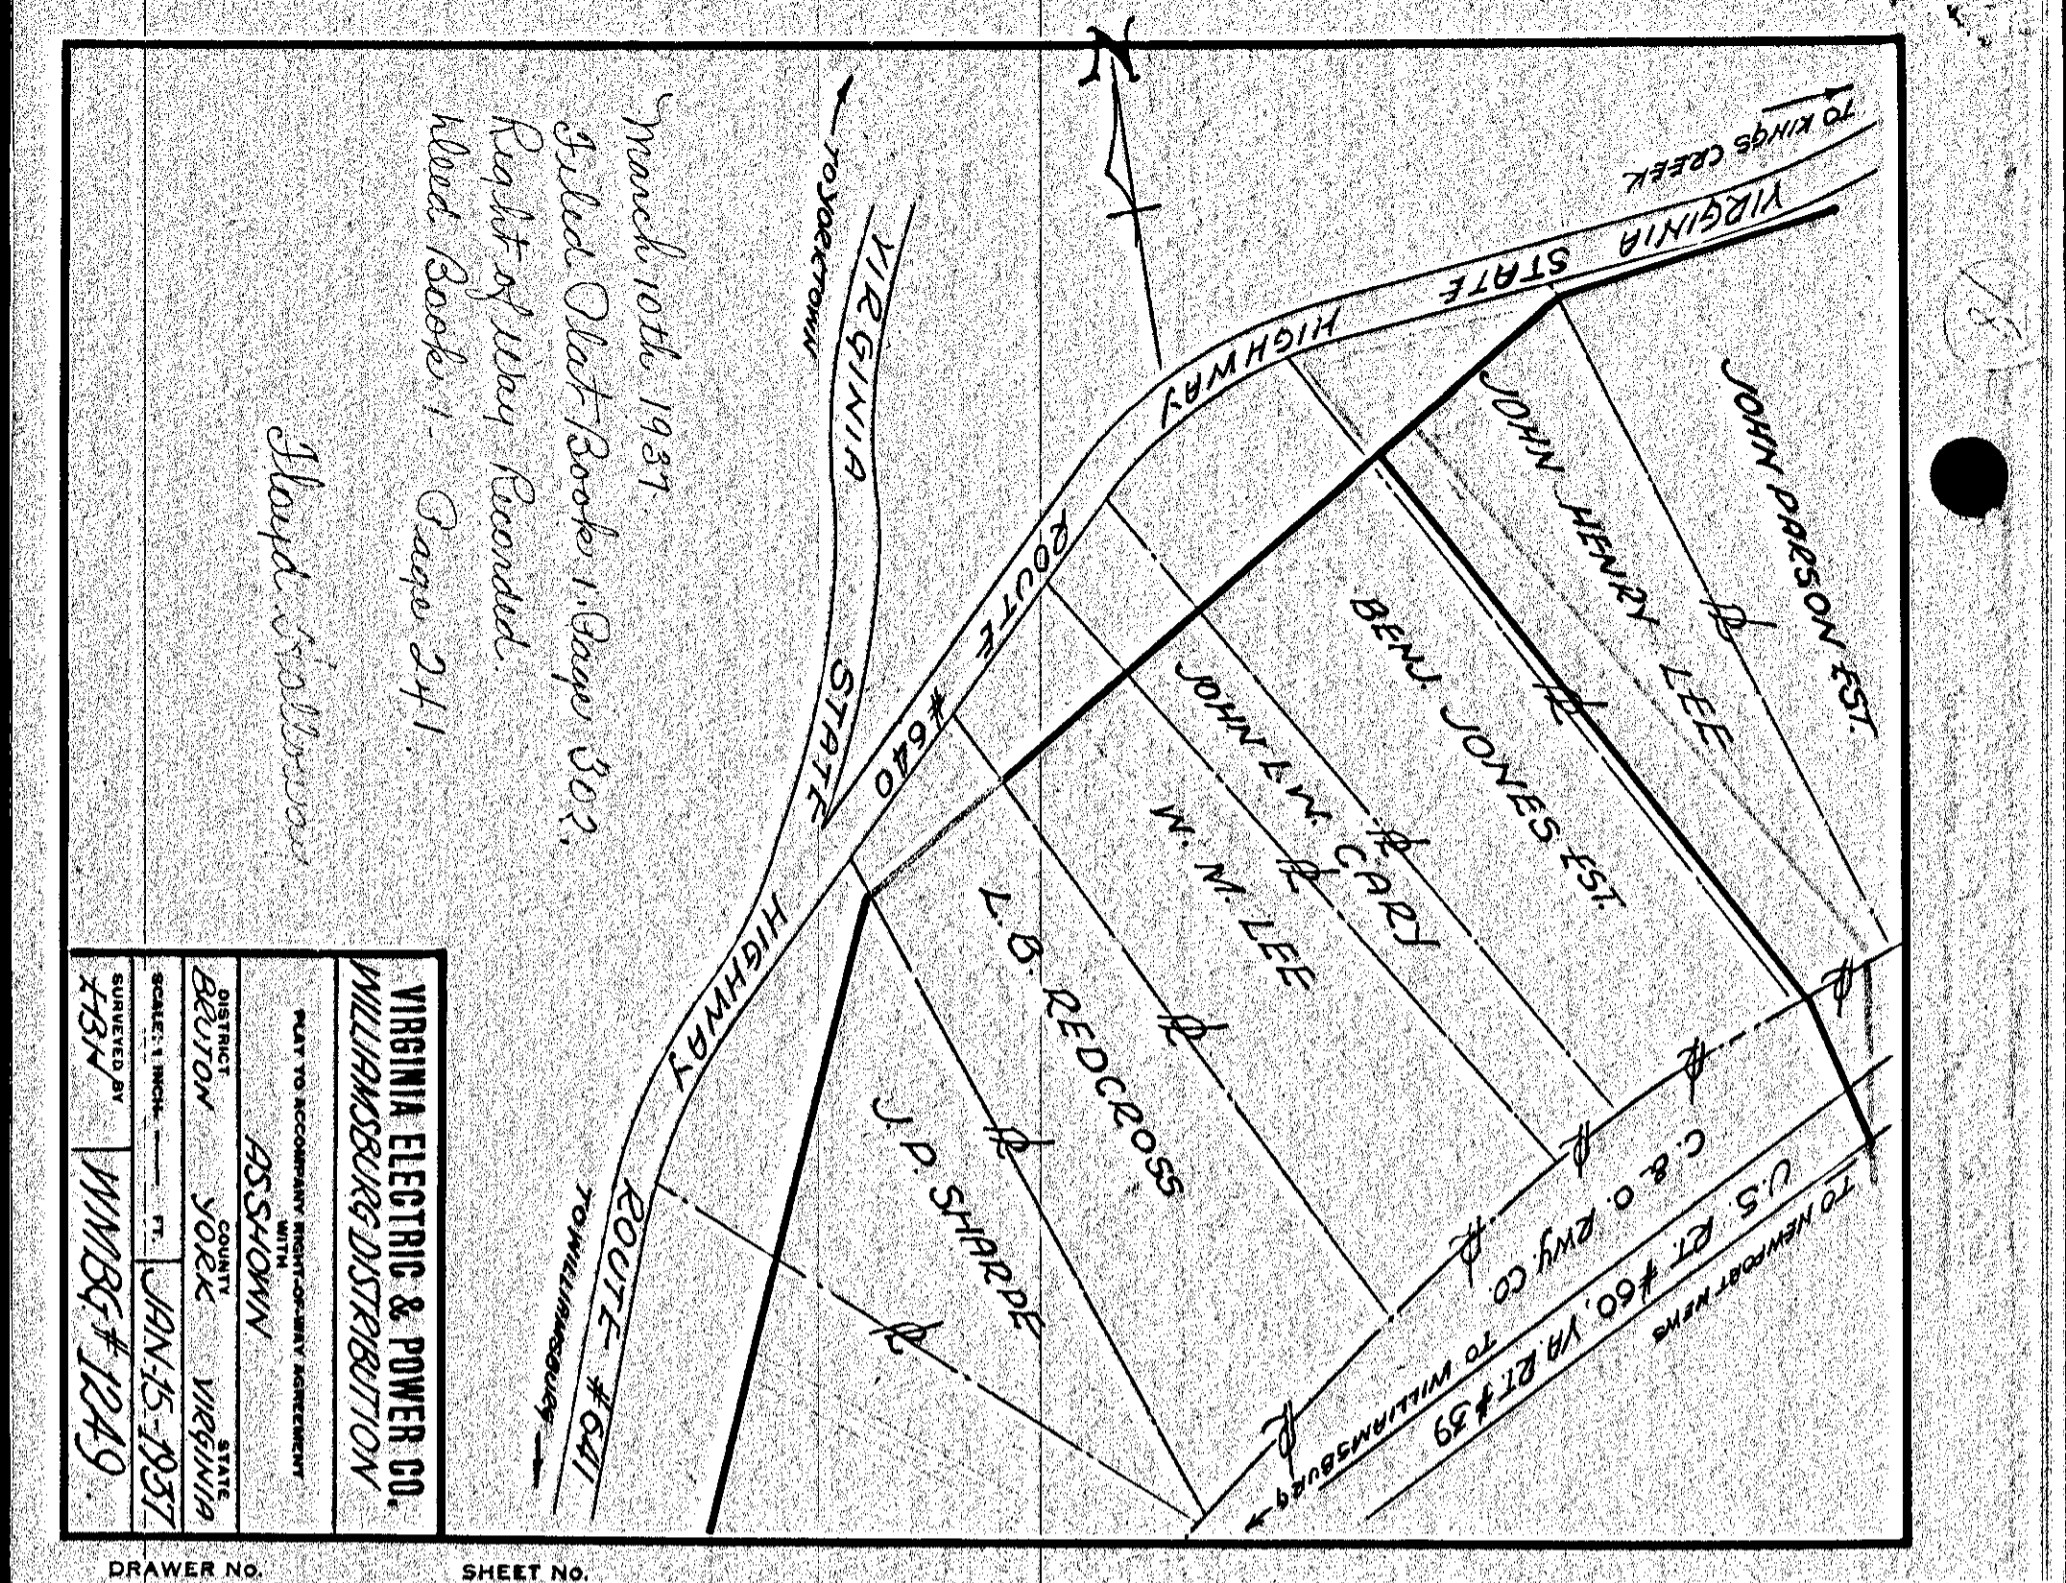 TO KINGS CREEK
VIRGINIA STATE HIGHWAY ROUTE #640
N
← TO YORKTOWN
VIRGINIA STATE HIGHWAY ROUTE #641
TO WILLIAMSBURG
JOHN PARSON EST.
JOHN HENRY LEE
BENJ. JONES EST.
JOHN & W. GARY
W. M. LEE
L. B. REDCROSS
J. P. SHARPE
C. & O. RWY. CO.
TO WILLIAMSBURG
U.S. RT. #60, VA. RT. #39
TO NEWPORT NEWS
March 10th, 1937.
Filed Plat Book 1, Page 302.
Right of Way Recorded.
Deed Book 1 - Page 241.
Floyd
18
VIRGINIA ELECTRIC & POWER CO.
WILLIAMSBURG DISTRIBUTION
PLAT TO ACCOMPANY RIGHT-OF-WAY AGREEMENT
WITH
AS SHOWN
DISTRICT COUNTY STATE
BRUTON YORK VIRGINIA
SCALE: 1 INCH = FT. JAN-15-1937
SURVEYED BY
HBH WMBG #12A9.
DRAWER NO. SHEET NO.